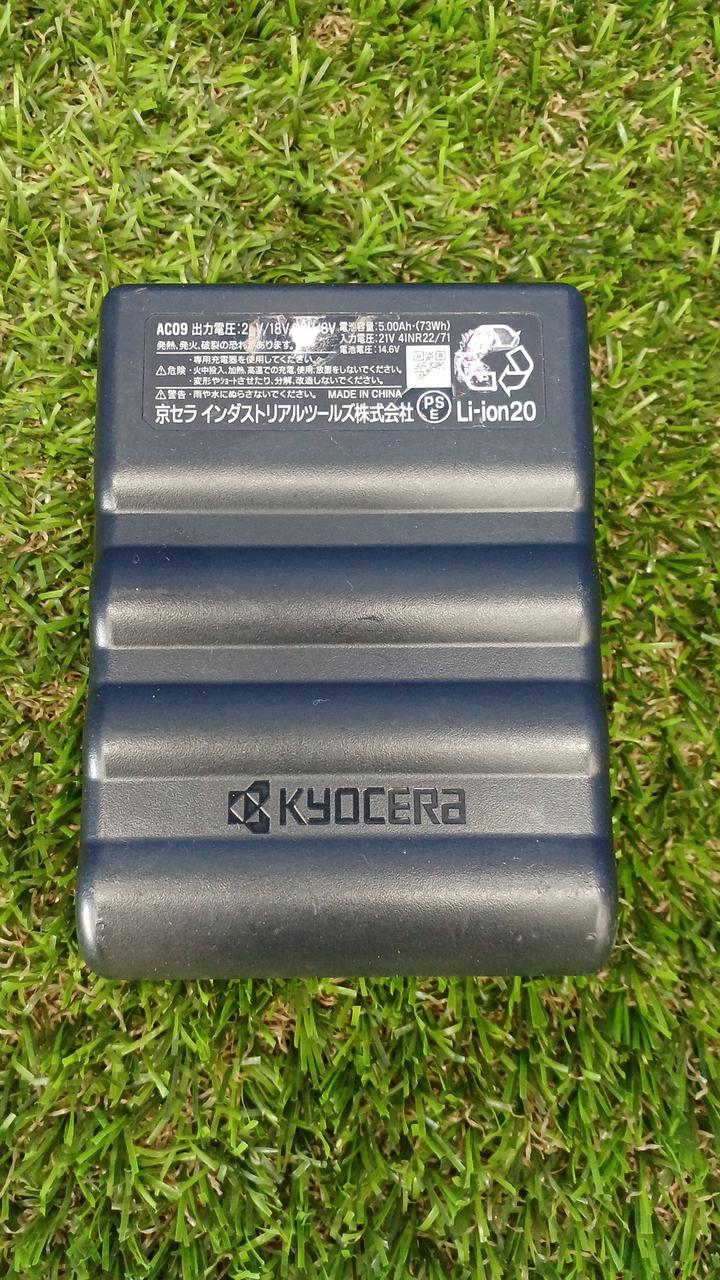 AC09 出力電圧:2 V/18V/ 8V 電池容量:5.00Ah-(73Wh)
発熱、発火、破裂の恐れがあります。 入力電圧:21V 4INR22/71
電池電圧:14.6V
・専用充電器を使用してください。
⚠危険 ・火中投入、加熱、高温での充電、使用、放置をしないでください。
・変形やショートさせたり、分解、改造しないでください。
⚠警告 ・雨や水にぬらさないでください。 MADE IN CHINA
京セラ インダストリアルツールズ株式会社 PS E Li-ion20
KYOCERA